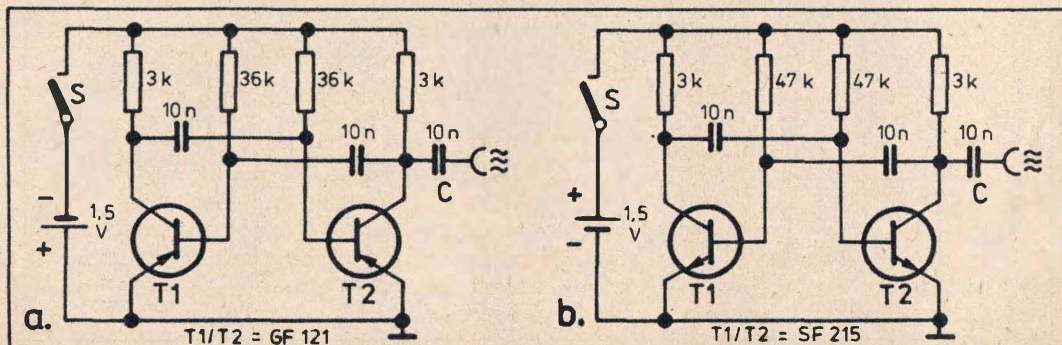 3k
36k
36k
3k
S
10n
10n
10n
C
-
1,5
V
+
T1
T2
a.
T1/T2 = GF 121
3k
47k
47k
3k
S
10n
10n
10n
C
+
1,5
V
-
T1
T2
b.
T1/T2 = SF 215